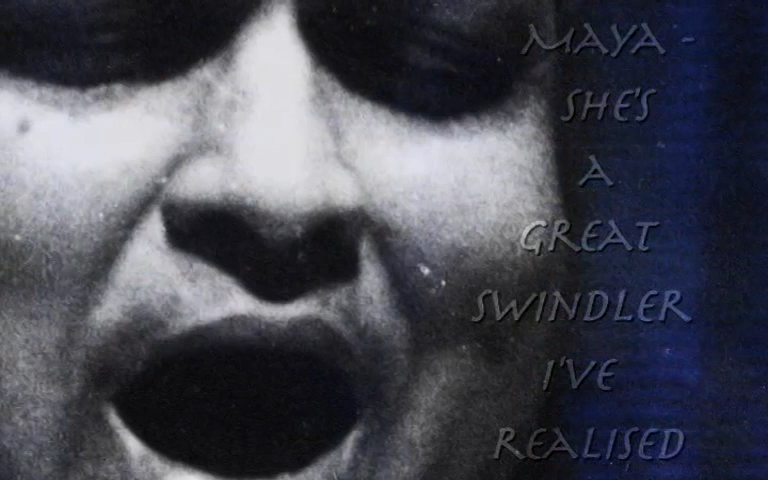 MAYA -
SHE'S
A
GREAT
SWINDLER
I'VE
REALISED